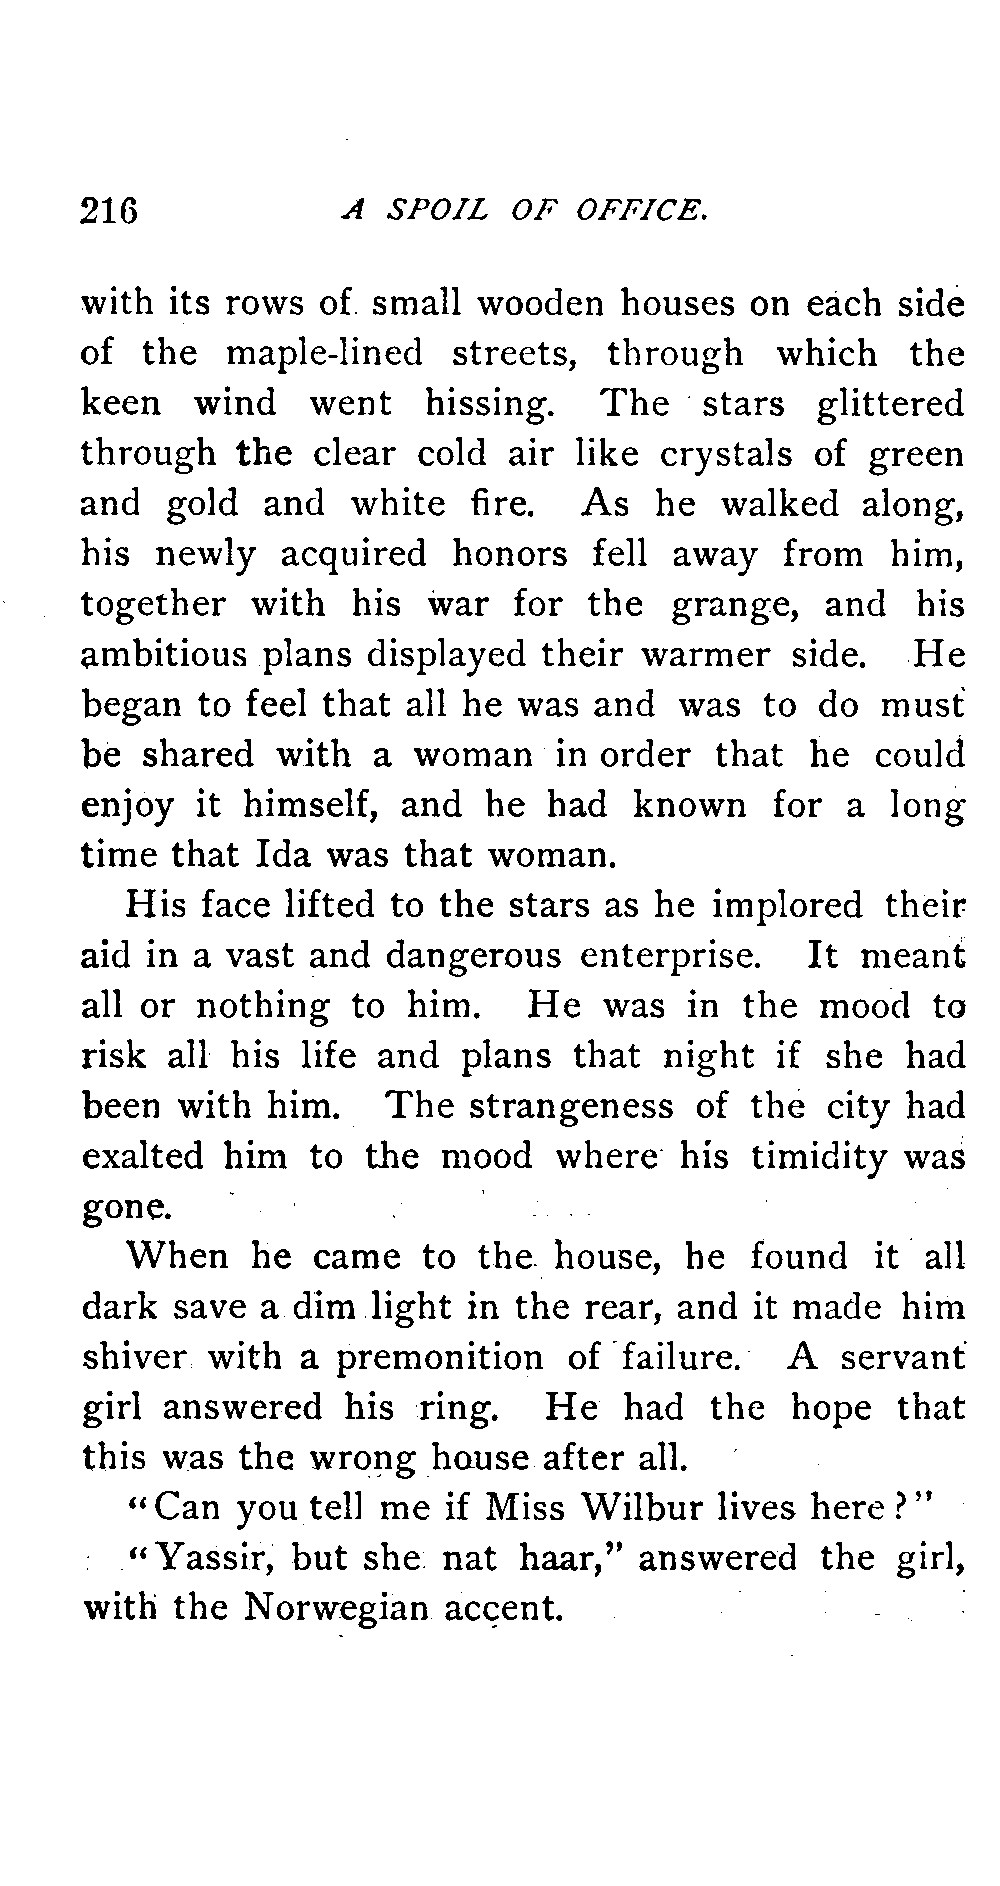 216 A SPOIL OF OFFICE.
with its rows of small wooden houses on each side
of the maple-lined streets, through which the
keen wind went hissing. The stars glittered
through the clear cold air like crystals of green
and gold and white fire. As he walked along,
his newly acquired honors fell away from him,
together with his war for the grange, and his
ambitious plans displayed their warmer side. He
began to feel that all he was and was to do must
be shared with a woman in order that he could
enjoy it himself, and he had known for a long
time that Ida was that woman.
His face lifted to the stars as he implored their
aid in a vast and dangerous enterprise. It meant
all or nothing to him. He was in the mood to
risk all his life and plans that night if she had
been with him. The strangeness of the city had
exalted him to the mood where his timidity was
gone.
When he came to the house, he found it all
dark save a dim light in the rear, and it made him
shiver with a premonition of failure. A servant
girl answered his ring. He had the hope that
this was the wrong house after all.
"Can you tell me if Miss Wilbur lives here?"
"Yassir, but she nat haar," answered the girl,
with the Norwegian accent.